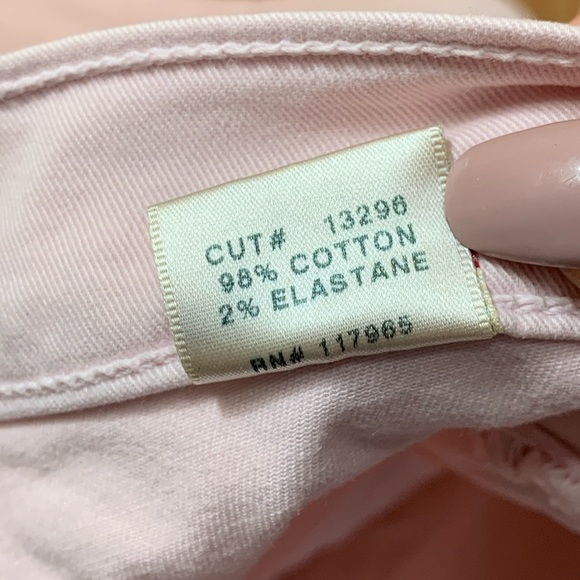 CUT# 13296
98% COTTON
2% ELASTANE
RN# 117965